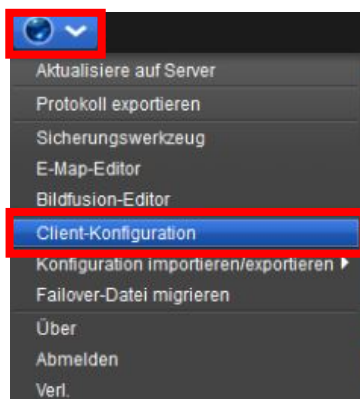 Aktualisiere auf Server
Protokoll exportieren
Sicherungswerkzeug
E-Map-Editor
Bildfusion-Editor
Client-Konfiguration
Konfiguration importieren/exportieren
Failover-Datei migrieren
Über
Abmelden
Verl.